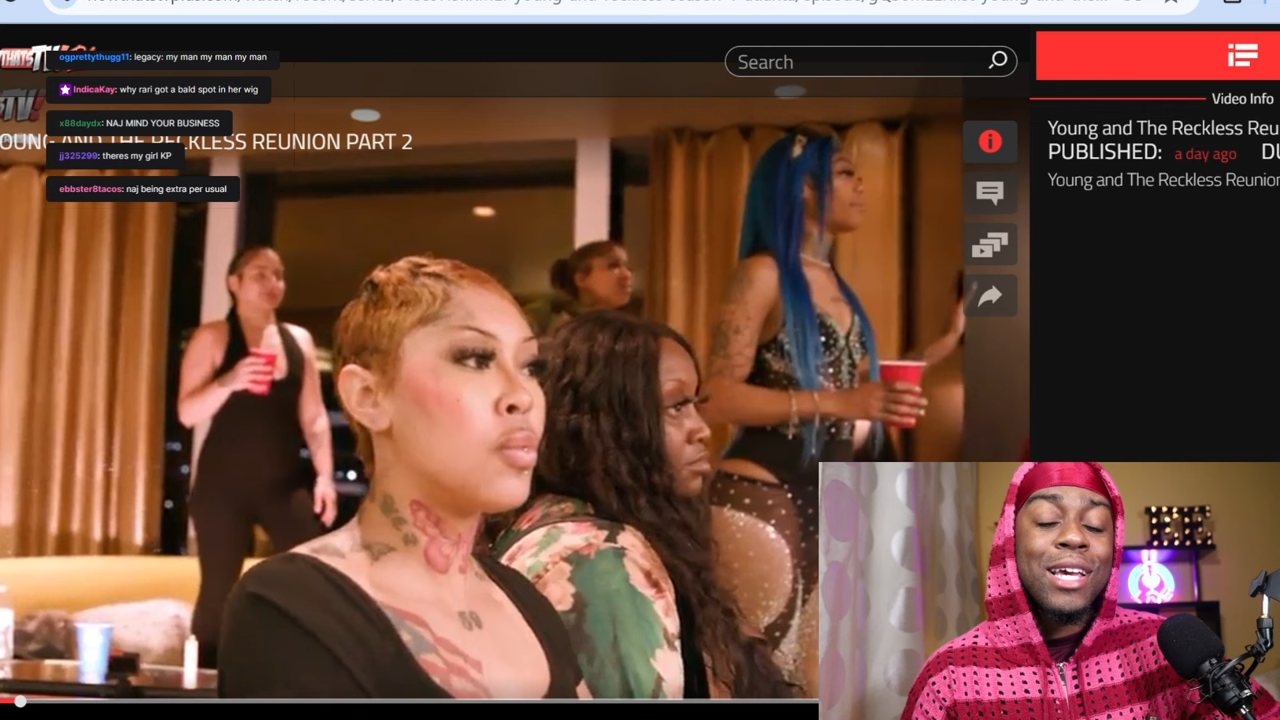 ogprettythugg11: legacy: my man my man my man
Search
IndicaKay: why rari got a bald spot in her wig
Video Info
x88daydx: NAJ MIND YOUR BUSINESS
OUNG AND THE RECKLESS REUNION PART 2
Young and The Reckless Reu
PUBLISHED: a day ago DU
jj325299: theres my girl KP
Young and The Reckless Reunion
ebbster8tacos: naj being extra per usual